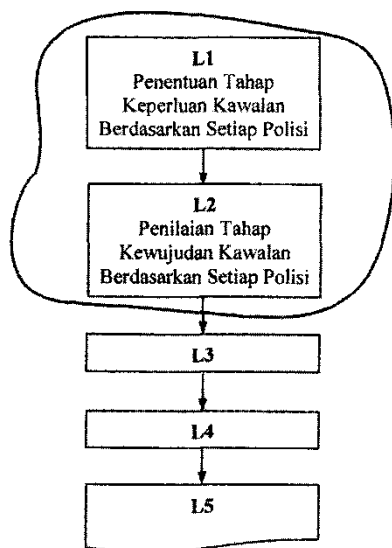 L1
Penentuan Tahap
Keperluan Kawalan
Berdasarkan Setiap Polisi
L2
Penilaian Tahap
Kewujudan Kawalan
Berdasarkan Setiap Polisi
L3
L4
L5